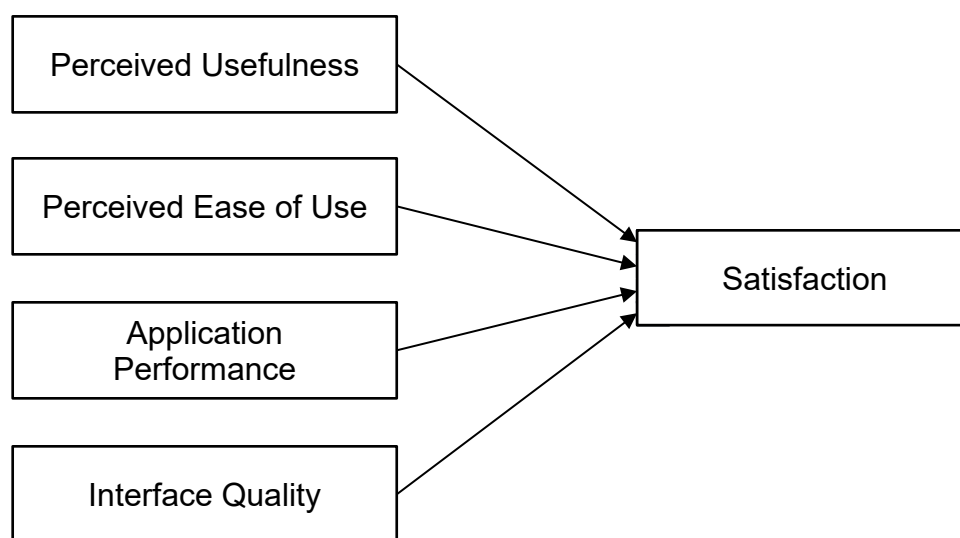 Perceived Usefulness
Perceived Ease of Use
Application
Performance
Interface Quality
Satisfaction